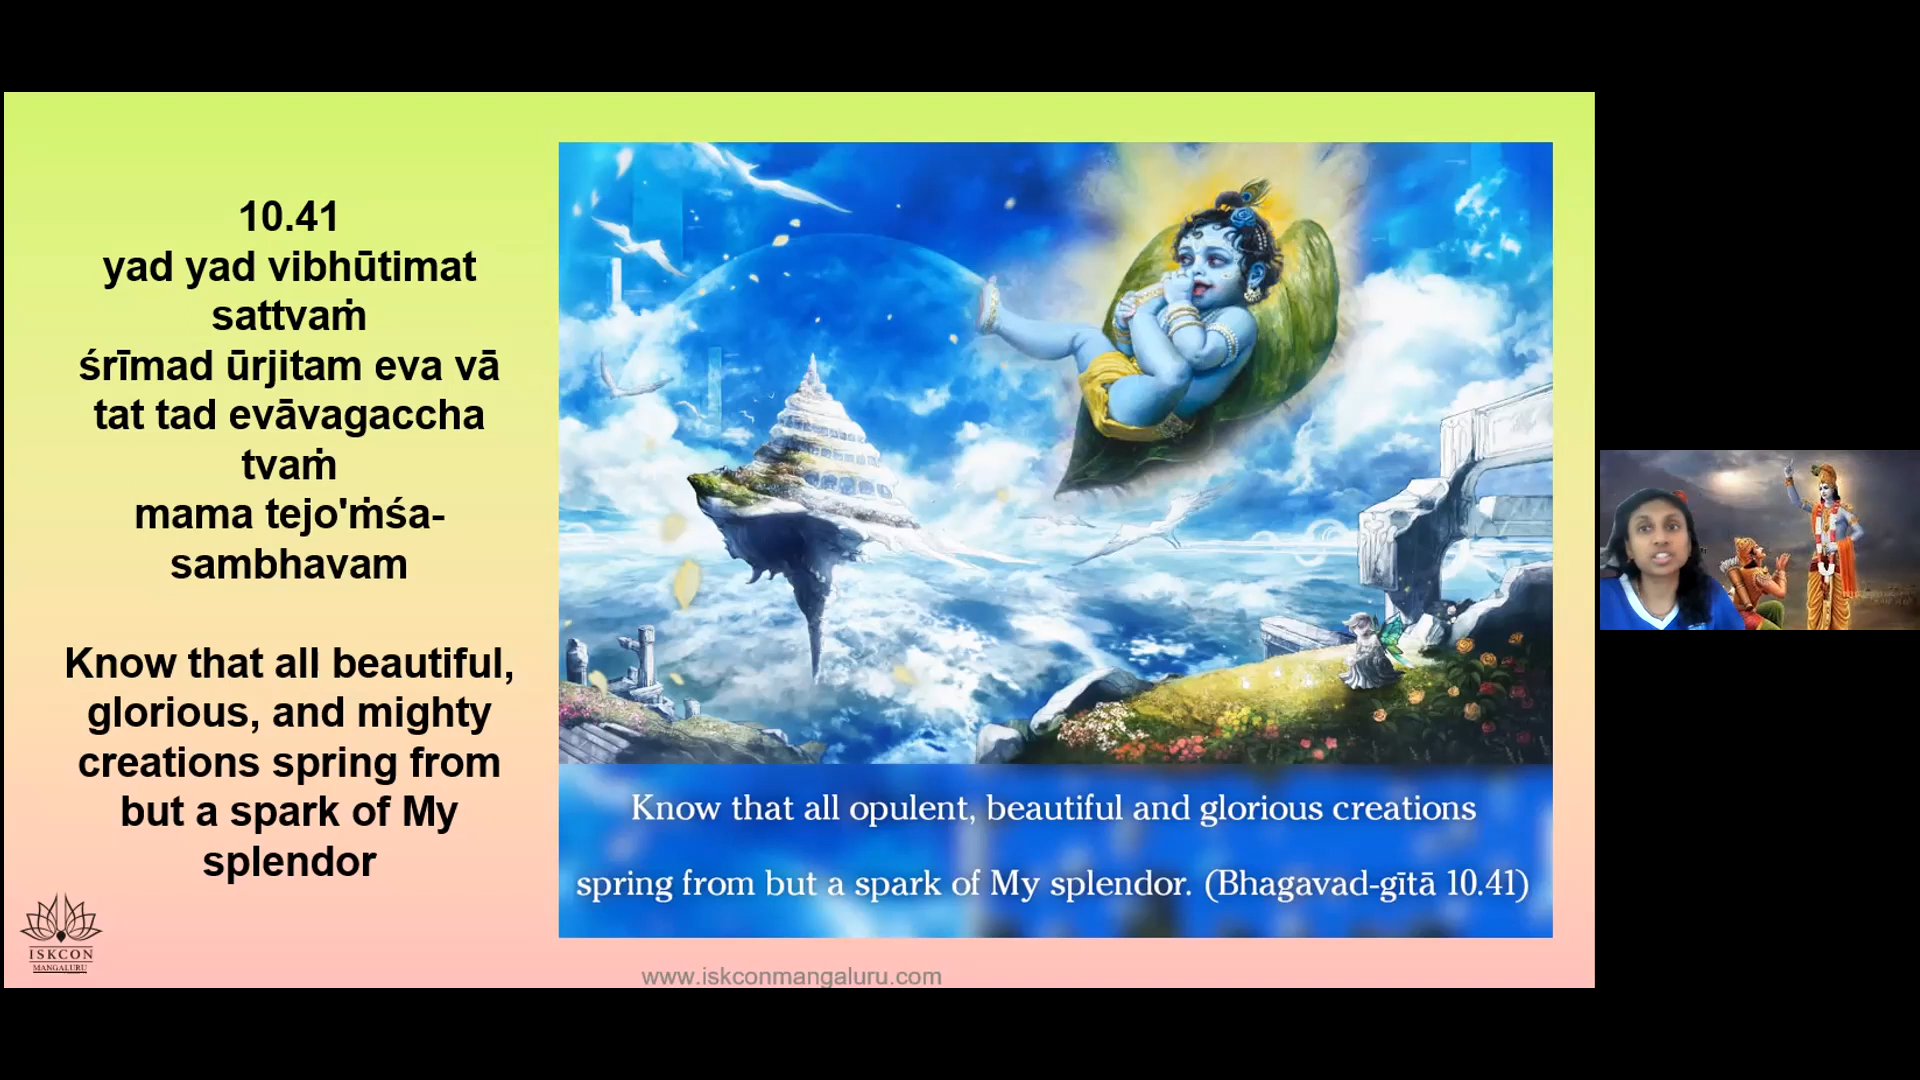 10.41
yad yad vibhūtimat
sattvaṁ
śrīmad ūrjitam eva vā
tat tad evāvagaccha
tvaṁ
mama tejo'ṁśa-
sambhavam
Know that all beautiful,
glorious, and mighty
creations spring from
but a spark of My
splendor
Know that all opulent, beautiful and glorious creations
spring from but a spark of My splendor. (Bhagavad-gītā 10.41)
ISKCON
MANGALURU
www.iskconmangaluru.com